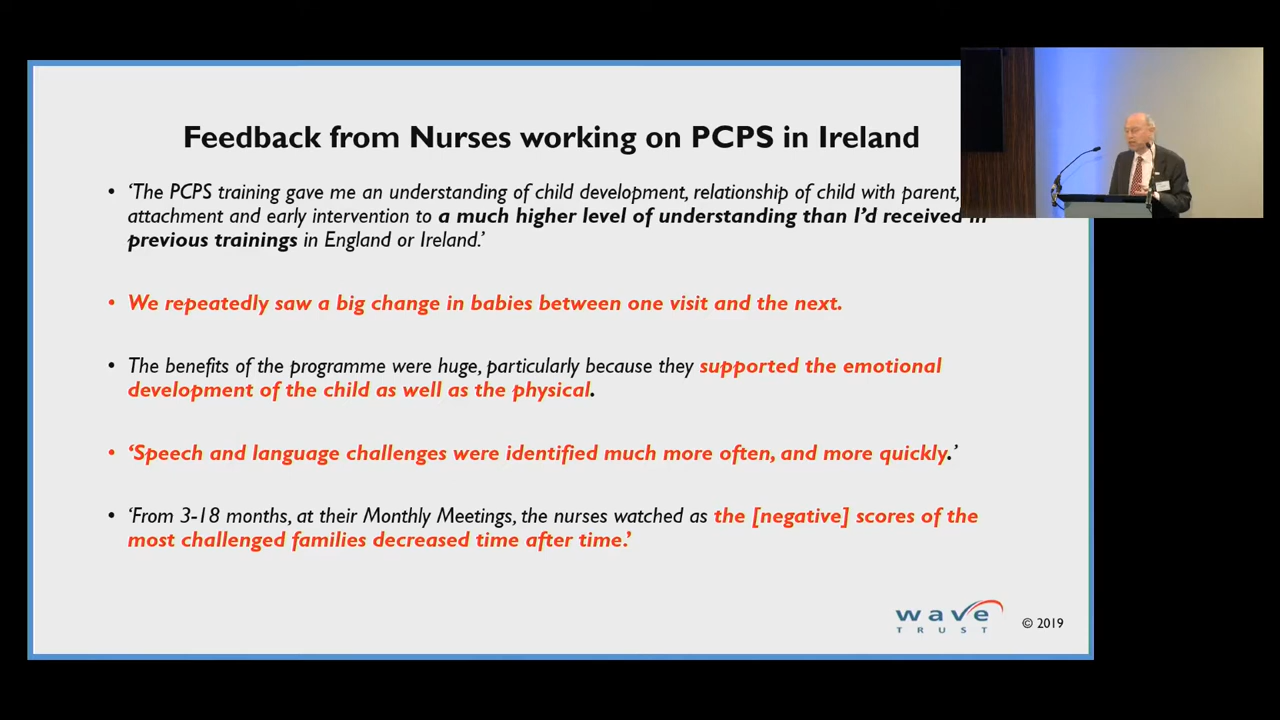 Feedback from Nurses working on PCPS in Ireland
• ‘The PCPS training gave me an understanding of child development, relationship of child with parent,
attachment and early intervention to a much higher level of understanding than I’d received in
previous trainings in England or Ireland.’
• We repeatedly saw a big change in babies between one visit and the next.
• The benefits of the programme were huge, particularly because they supported the emotional
development of the child as well as the physical.
• ‘Speech and language challenges were identified much more often, and more quickly.’
• ‘From 3-18 months, at their Monthly Meetings, the nurses watched as the [negative] scores of the
most challenged families decreased time after time.’
wave
TRUST
© 2019